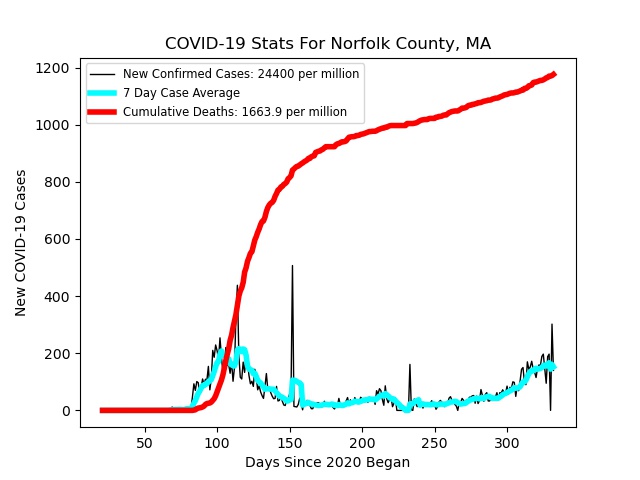 COVID-19 Stats For Norfolk County, MA
New Confirmed Cases: 24400 per million
7 Day Case Average
Cumulative Deaths: 1663.9 per million
New COVID-19 Cases
1200
1000
800
600
400
200
0
50
100
150
200
250
300
Days Since 2020 Began